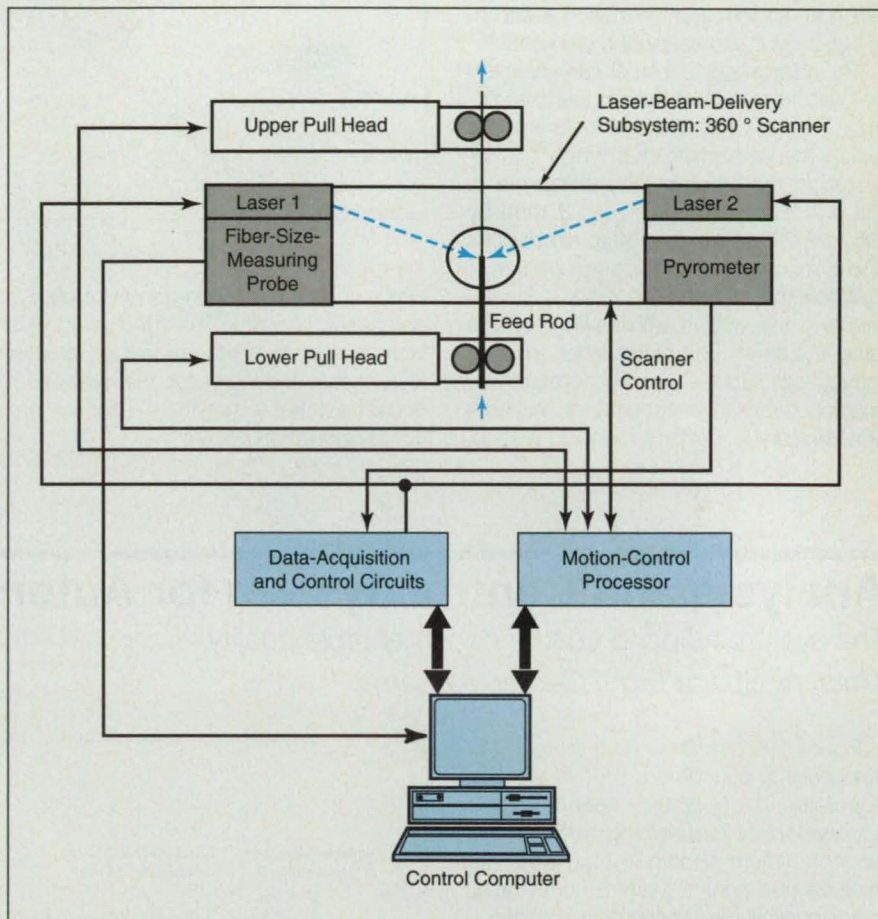 Upper Pull Head
Laser-Beam-Delivery
Subsystem: 360 ° Scanner
Laser 1
Laser 2
Fiber-Size-
Measuring
Probe
Pryrometer
Feed Rod
Lower Pull Head
Scanner
Control
Data-Acquisition
and Control Circuits
Motion-Control
Processor
Control Computer